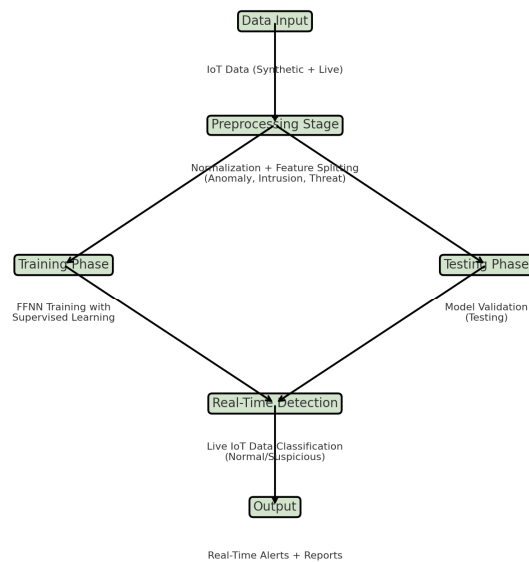 Data Input
IoT Data (Synthetic + Live)
Preprocessing Stage
Normalization + Feature Splitting
(Anomaly, Intrusion, Threat)
Training Phase
Testing Phase
FFNN Training with
Supervised Learning
Model Validation
(Testing)
Real-Time Detection
Live IoT Data Classification
(Normal/Suspicious)
Output
Real-Time Alerts + Reports